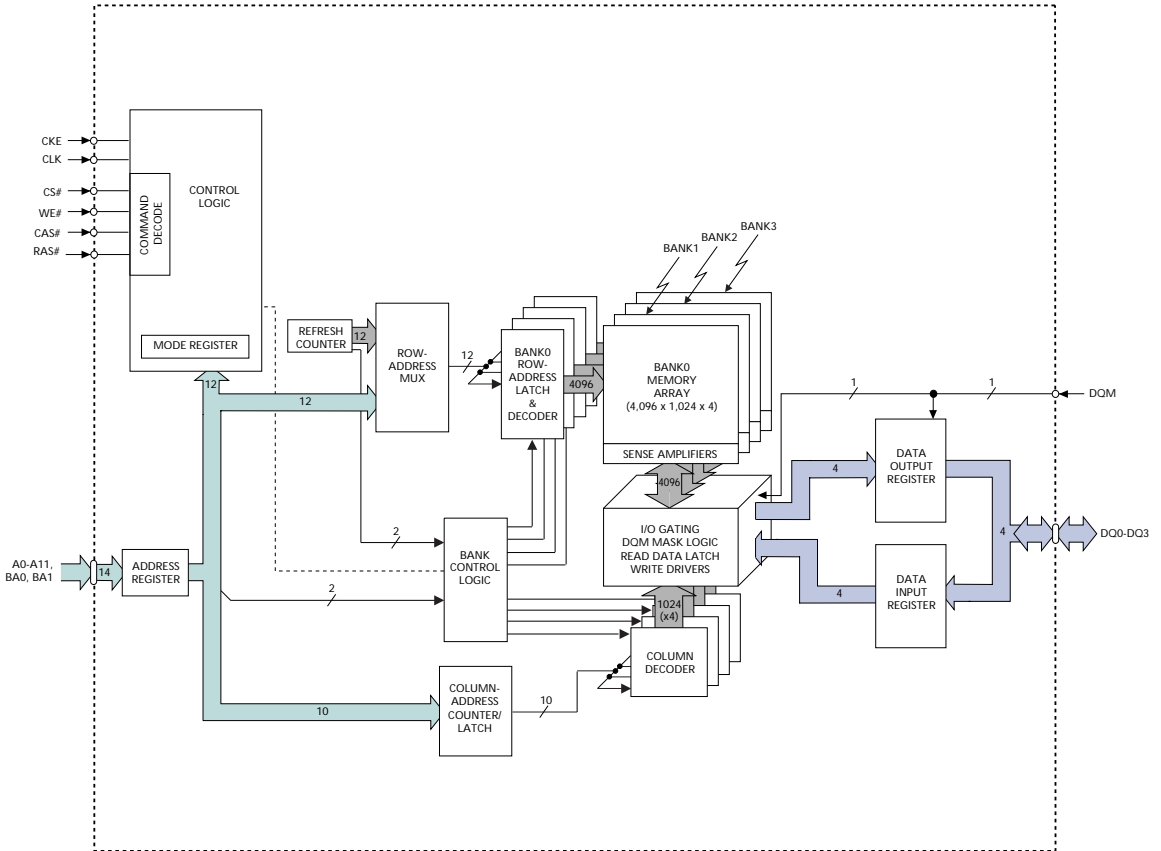 CKE
CLK
CS#
WE#
CAS#
RAS#
CONTROL
LOGIC
COMMAND
DECODE
MODE REGISTER
12
BANK3
BANK2
BANK1
REFRESH
COUNTER
12
ROW-
ADDRESS
MUX
12
12
BANK0
ROW-
ADDRESS
LATCH
&
DECODER
4096
BANK0
MEMORY
ARRAY
(4,096 x 1,024 x 4)
SENSE AMPLIFIERS
4096
1
1
DQM
DATA
OUTPUT
REGISTER
4
4
DQ0-DQ3
I/O GATING
DQM MASK LOGIC
READ DATA LATCH
WRITE DRIVERS
DATA
INPUT
REGISTER
4
A0-A11,
BA0, BA1
14
ADDRESS
REGISTER
2
2
BANK
CONTROL
LOGIC
1024
(x4)
COLUMN
DECODER
10
COLUMN-
ADDRESS
COUNTER/
LATCH
10